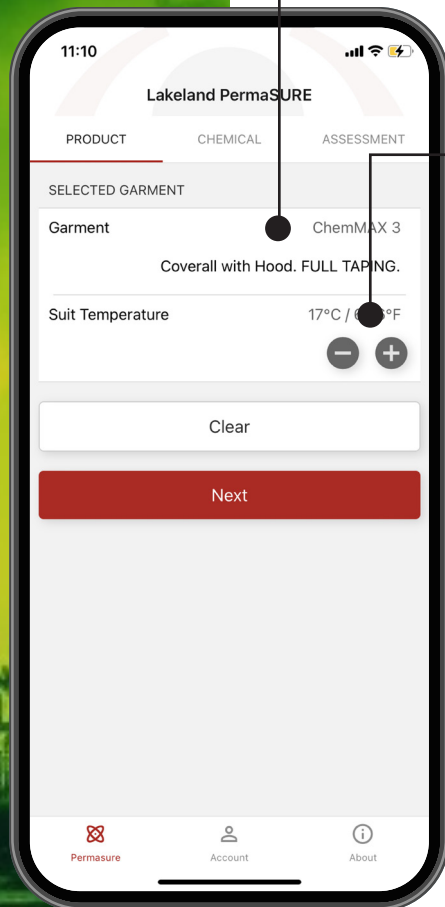 11:10
Lakeland PermaSURE
PRODUCT CHEMICAL ASSESSMENT
SELECTED GARMENT
Garment ChemMAX 3
Coverall with Hood. FULL TAPING.
Suit Temperature 17°C / °F
Clear
Next
Permasure Account About